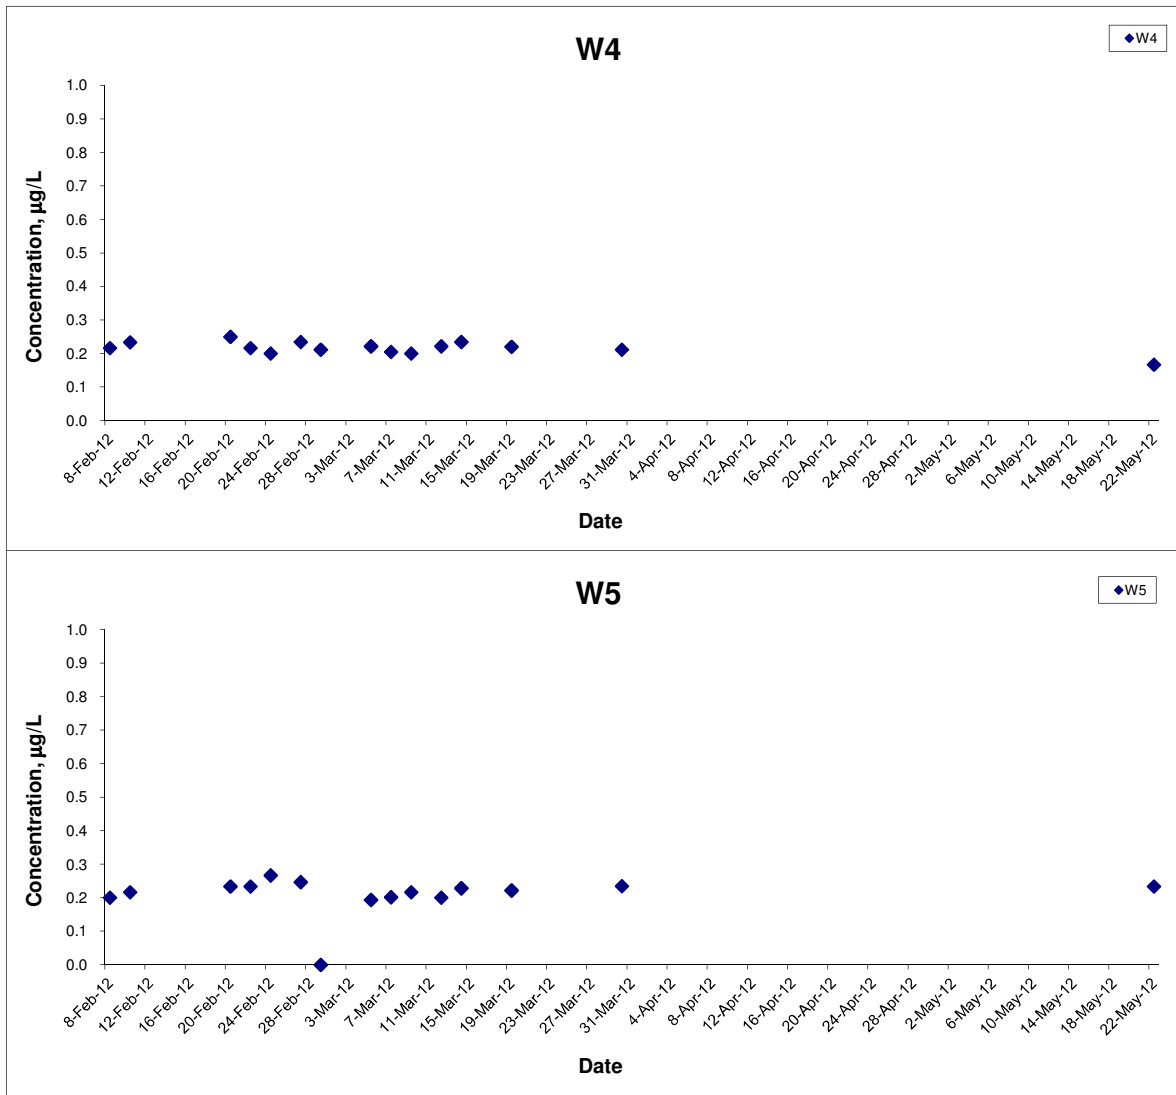 W4
W4
1.0
0.9
0.8
0.7
0.6
0.5
0.4
0.3
0.2
0.1
0.0
Concentration, µg/L
8-Feb-12
12-Feb-12
16-Feb-12
20-Feb-12
24-Feb-12
28-Feb-12
3-Mar-12
7-Mar-12
11-Mar-12
15-Mar-12
19-Mar-12
23-Mar-12
27-Mar-12
31-Mar-12
4-Apr-12
8-Apr-12
12-Apr-12
16-Apr-12
20-Apr-12
24-Apr-12
28-Apr-12
2-May-12
6-May-12
10-May-12
14-May-12
18-May-12
22-May-12
Date
W5
W5
1.0
0.9
0.8
0.7
0.6
0.5
0.4
0.3
0.2
0.1
0.0
Concentration, µg/L
8-Feb-12
12-Feb-12
16-Feb-12
20-Feb-12
24-Feb-12
28-Feb-12
3-Mar-12
7-Mar-12
11-Mar-12
15-Mar-12
19-Mar-12
23-Mar-12
27-Mar-12
31-Mar-12
4-Apr-12
8-Apr-12
12-Apr-12
16-Apr-12
20-Apr-12
24-Apr-12
28-Apr-12
2-May-12
6-May-12
10-May-12
14-May-12
18-May-12
22-May-12
Date